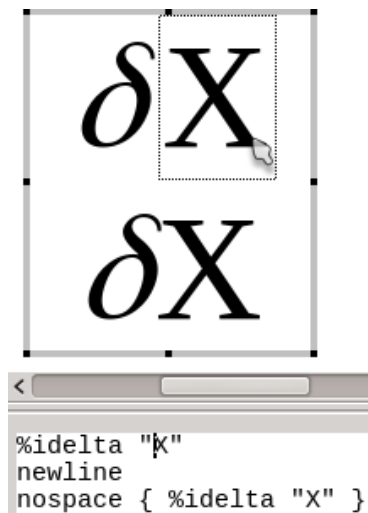 δX
δX
%idelta "X"
newline
nospace { %idelta "X" }